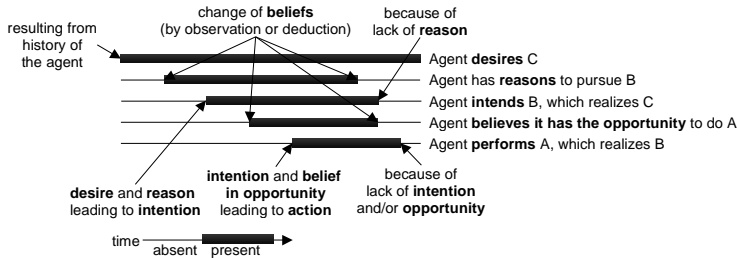 resulting from
history of
the agent
change of beliefs
(by observation or deduction)
because of
lack of reason
Agent desires C
Agent has reasons to pursue B
Agent intends B, which realizes C
Agent believes it has the opportunity to do A
Agent performs A, which realizes B
desire and reason
leading to intention
intention and belief
in opportunity
leading to action
because of
lack of intention
and/or opportunity
time
absent present